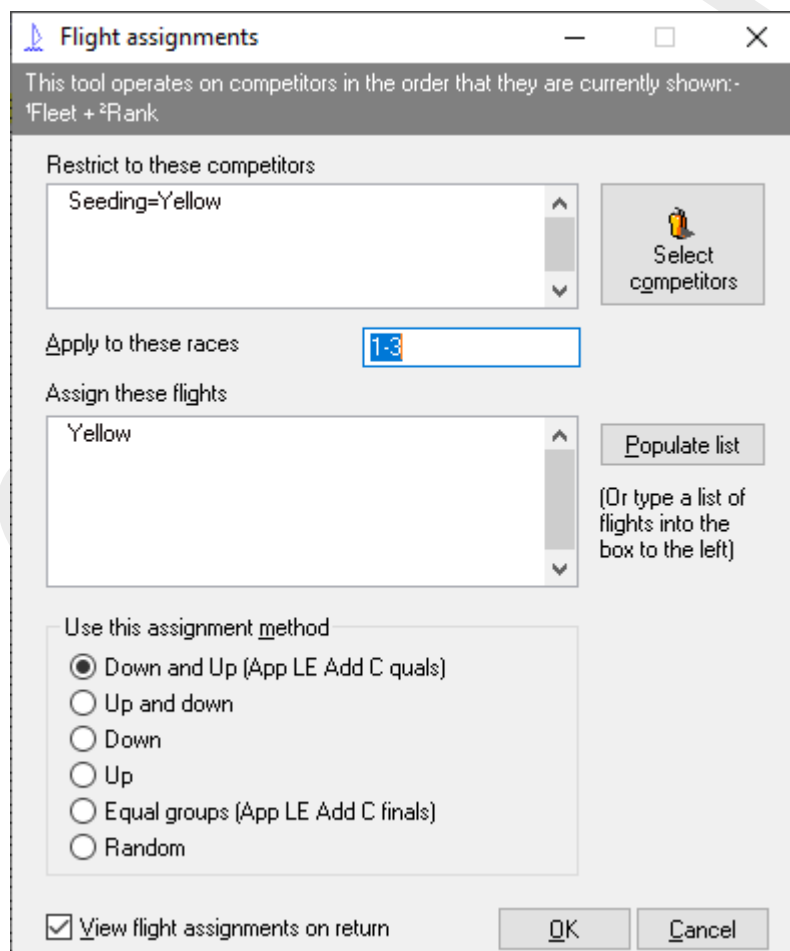 Flight assignments
This tool operates on competitors in the order that they are currently shown:-
¹Fleet + ²Rank
Restrict to these competitors
Seeding=Yellow
Select
competitors
Apply to these races
1-3
Assign these flights
Yellow
Populate list
(Or type a list of
flights into the
box to the left)
Use this assignment method
Down and Up (App LE Add C quals)
Up and down
Down
Up
Equal groups (App LE Add C finals)
Random
View flight assignments on return
OK
Cancel